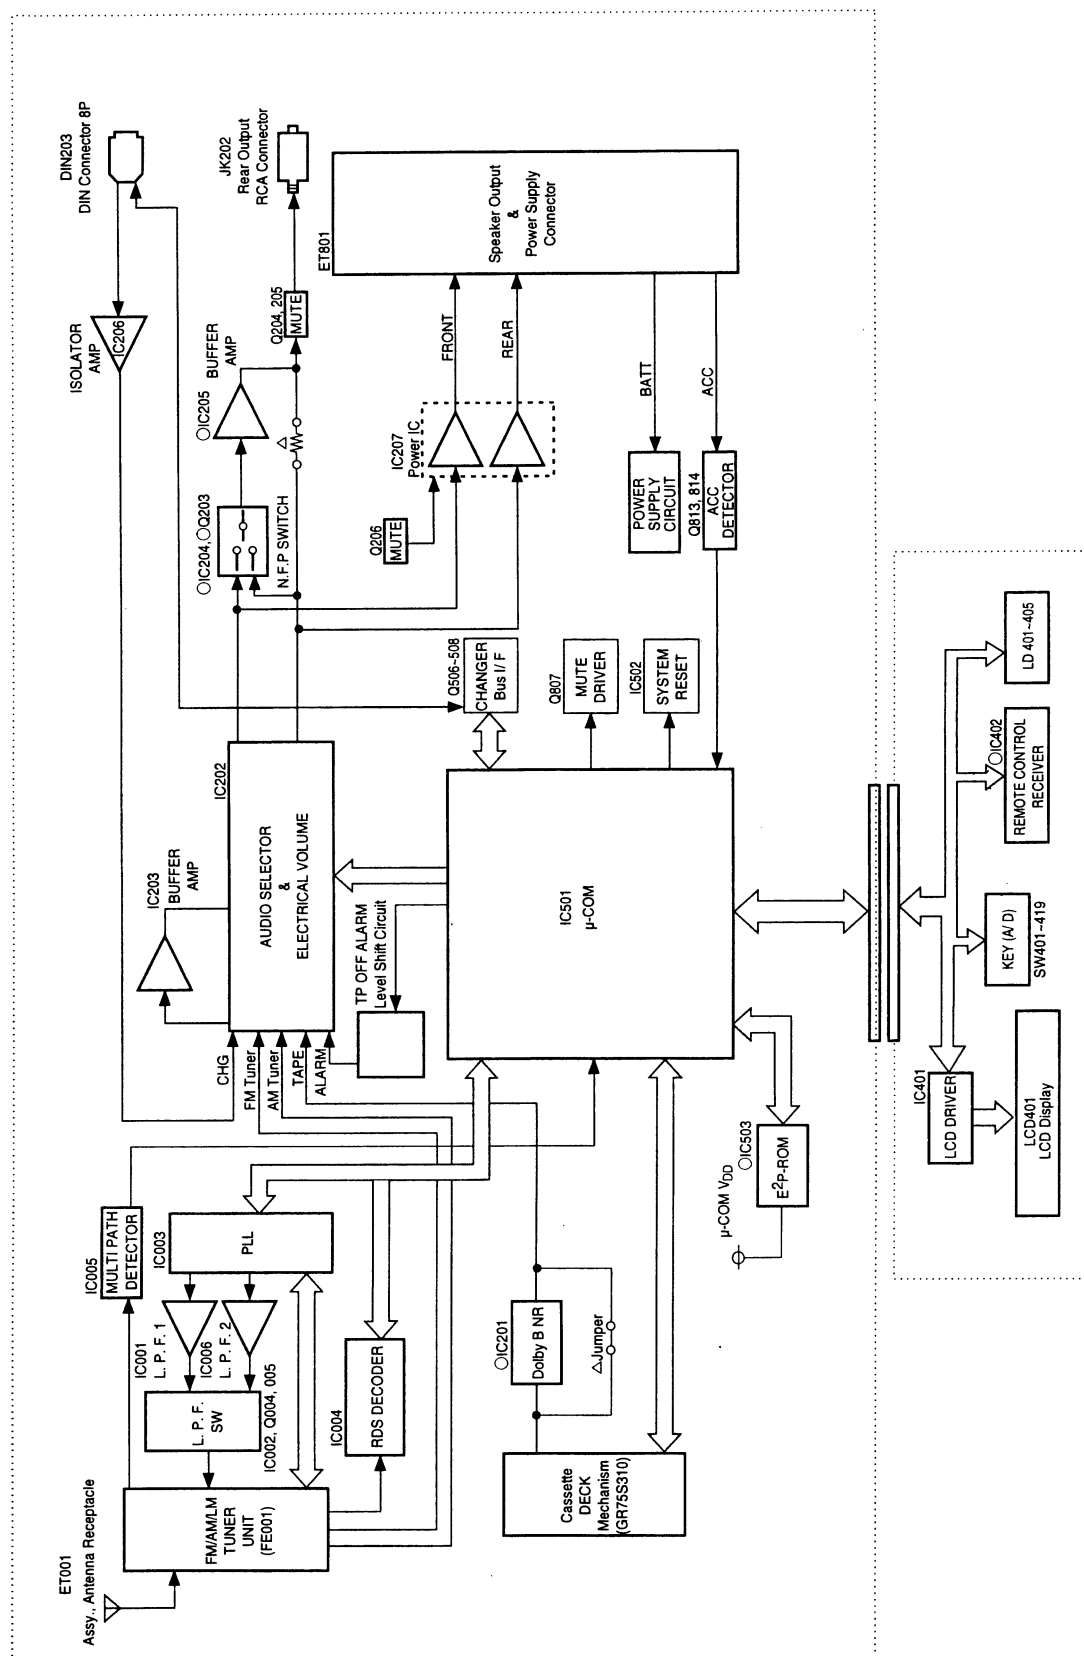 ET001
Assy., Antenna Receptacle
FM/AM/LM
TUNER
UNIT
(FE001)
IC005
MULTI PATH
DETECTOR
IC001
L. P. F. 1
IC006
L. P. F. 2
L. P. F.
SW
IC002, Q004, 005
IC003
PLL
IC004
RDS DECODER
Cassette
DECK
Mechanism
(GR75S310)
○IC201
Dolby B NR
△Jumper
CHG
FM Tuner
AM Tuner
TAPE
ALARM
IC203
BUFFER
AMP
IC202
AUDIO SELECTOR
&
ELECTRICAL VOLUME
TP OFF ALARM
Level Shift Circuit
IC501
μ-COM
μ-COM VDD
○IC503
E2P-ROM
ISOLATOR
AMP
IC206
DIN203
DIN Connector 8P
○IC204,○Q203
N.F.P SWITCH
○IC205
BUFFER
AMP
△
Q204, 205
MUTE
JK202
Rear Output
RCA Connector
Q206
MUTE
IC207
Power IC
FRONT
REAR
ET801
Speaker Output
&
Power Supply
Connector
BATT
ACC
POWER
SUPPLY
CIRCUIT
Q813, 814
ACC
DETECTOR
Q506~508
CHANGER
Bus I/ F
Q807
MUTE
DRIVER
IC502
SYSTEM
RESET
IC401
LCD DRIVER
LCD401
LCD Display
KEY (A/ D)
SW401~419
○IC402
REMOTE CONTROL
RECEIVER
LD 401~405